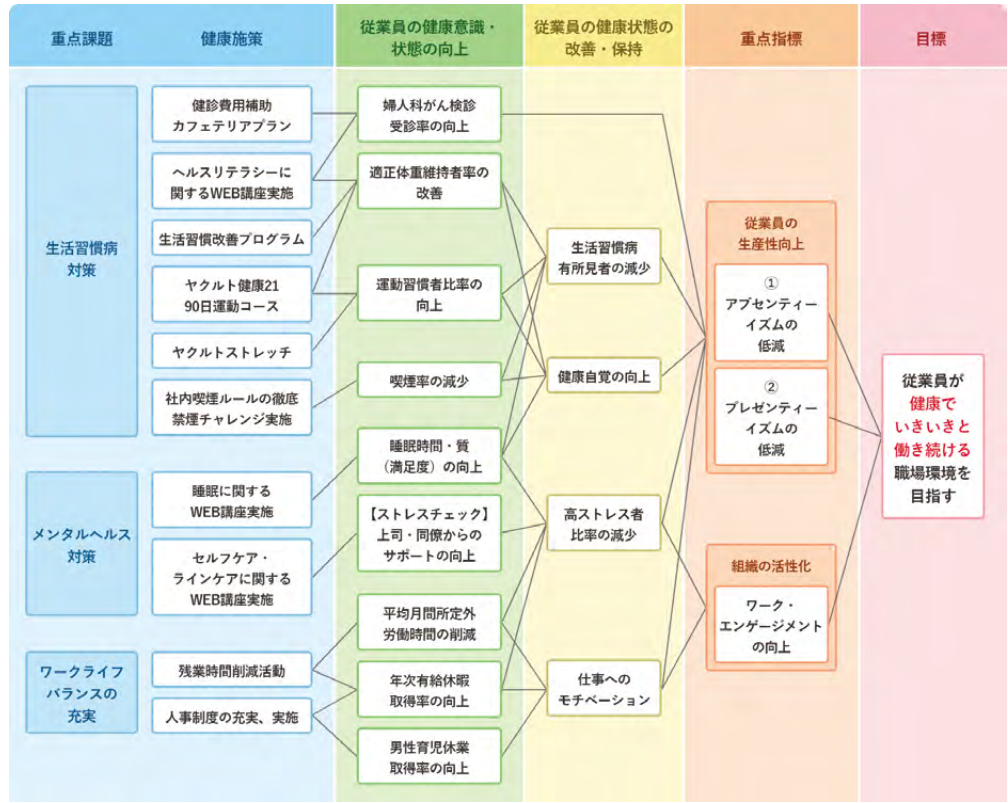 重点課題
健康施策
従業員の健康意識・
状態の向上
従業員の健康状態の
改善・保持
重点指標
目標
生活習慣病
対策
メンタルヘルス
対策
ワークライフ
バランスの
充実
健診費用補助
カフェテリアプラン
ヘルスリテラシーに
関するWEB講座実施
生活習慣改善プログラム
ヤクルト健康21
90日運動コース
ヤクルトストレッチ
社内喫煙ルールの徹底
禁煙チャレンジ実施
睡眠に関する
WEB講座実施
セルフケア・
ラインケアに関する
WEB講座実施
残業時間削減活動
人事制度の充実、実施
婦人科がん検診
受診率の向上
適正体重維持者率の
改善
運動習慣者比率の
向上
喫煙率の減少
睡眠時間・質
（満足度）の向上
【ストレスチェック】
上司・同僚からの
サポートの向上
平均月間所定外
労働時間の削減
年次有給休暇
取得率の向上
男性育児休業
取得率の向上
生活習慣病
有所見者の減少
健康自覚の向上
高ストレス者
比率の減少
仕事への
モチベーション
従業員の
生産性向上
①
アブセンティー
イズムの
低減
②
プレゼンティー
イズムの
低減
組織の活性化
ワーク・
エンゲージメント
の向上
従業員が
健康で
いきいきと
働き続ける
職場環境を
目指す